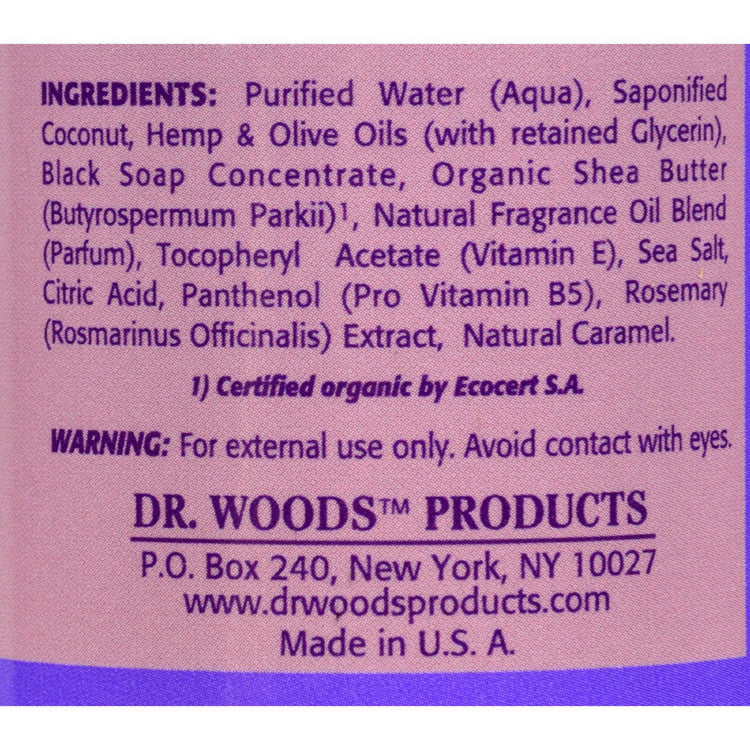 INGREDIENTS: Purified Water (Aqua), Saponified
Coconut, Hemp & Olive Oils (with retained Glycerin),
Black Soap Concentrate, Organic Shea Butter
(Butyrospermum Parkii)¹, Natural Fragrance Oil Blend
(Parfum), Tocopheryl Acetate (Vitamin E), Sea Salt,
Citric Acid, Panthenol (Pro Vitamin B5), Rosemary
(Rosmarinus Officinalis) Extract, Natural Caramel.
1) Certified organic by Ecocert S.A.
WARNING: For external use only. Avoid contact with eyes.
DR. WOODS™ PRODUCTS
P.O. Box 240, New York, NY 10027
www.drwoodsproducts.com
Made in U.S. A.